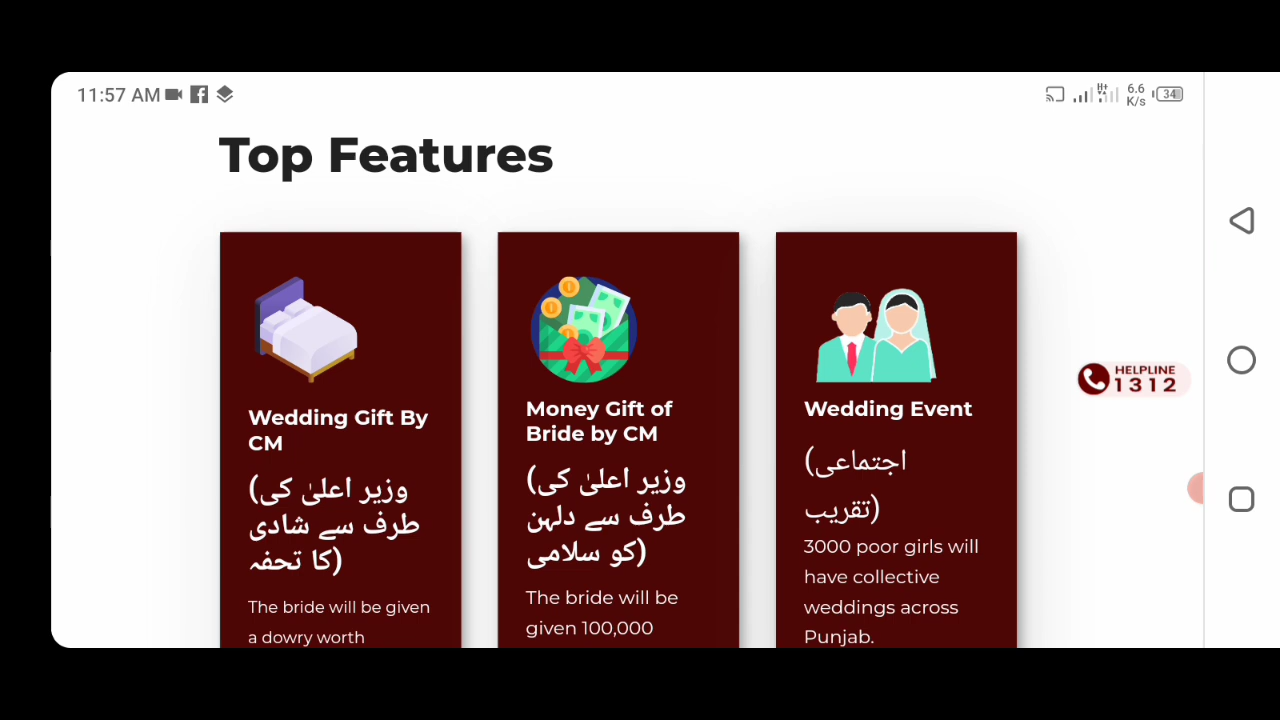 11:57 AM
6.6
K/s
34
Top Features
Wedding Gift By
CM
(وزیر اعلیٰ کی
طرف سے شادی
کا تحفہ)
The bride will be given
a dowry worth
Money Gift of
Bride by CM
(وزیر اعلیٰ کی
طرف سے دلہن
کو سلامی)
The bride will be
given 100,000
Wedding Event
(اجتماعی
تقریب)
3000 poor girls will
have collective
weddings across
Punjab.
HELPLINE
1312